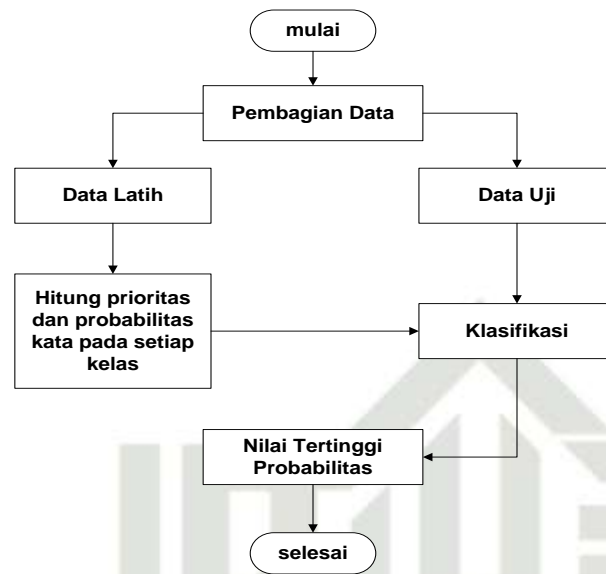 mulai
Pembagian Data
Data Latih
Data Uji
Hitung prioritas
dan probabilitas
kata pada setiap
kelas
Klasifikasi
Nilai Tertinggi
Probabilitas
selesai